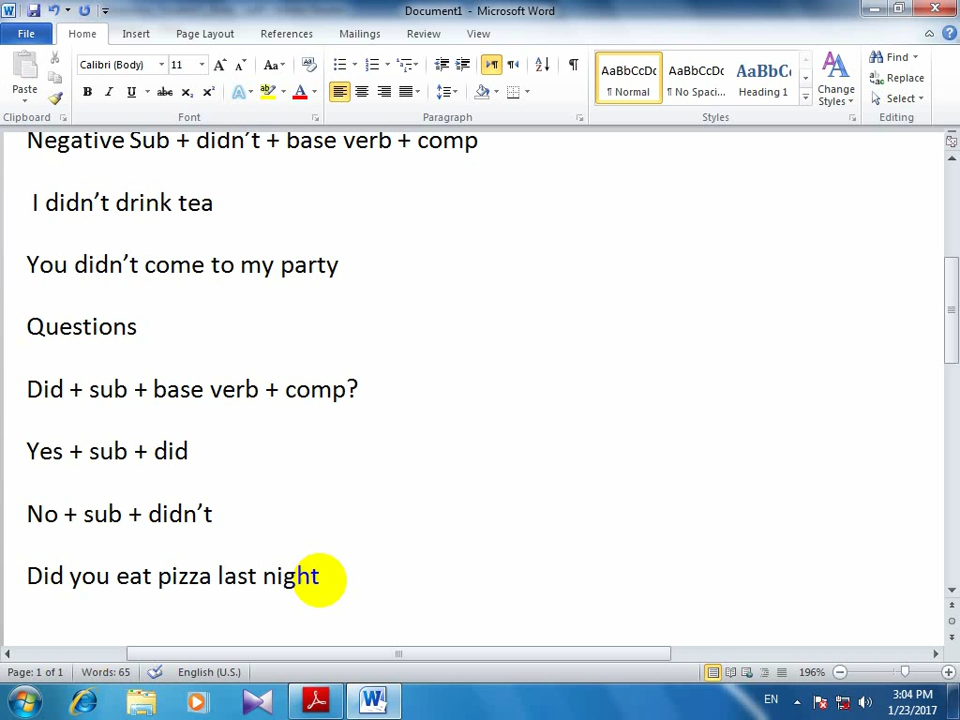 Document1 - Microsoft Word
File Home Insert Page Layout References Mailings Review View
Paste
Clipboard
Calibri (Body) 11
Font
Paragraph
AaBbCcDc AaBbCcDc AaBbC
¶ Normal ¶ No Spaci... Heading 1
Change Styles
Styles
Find
Replace
Select
Editing
Negative Sub + didn’t + base verb + comp
I didn’t drink tea
You didn’t come to my party
Questions
Did + sub + base verb + comp?
Yes + sub + did
No + sub + didn’t
Did you eat pizza last night
Page: 1 of 1 Words: 65 English (U.S.) 196%
EN 3:04 PM
1/23/2017